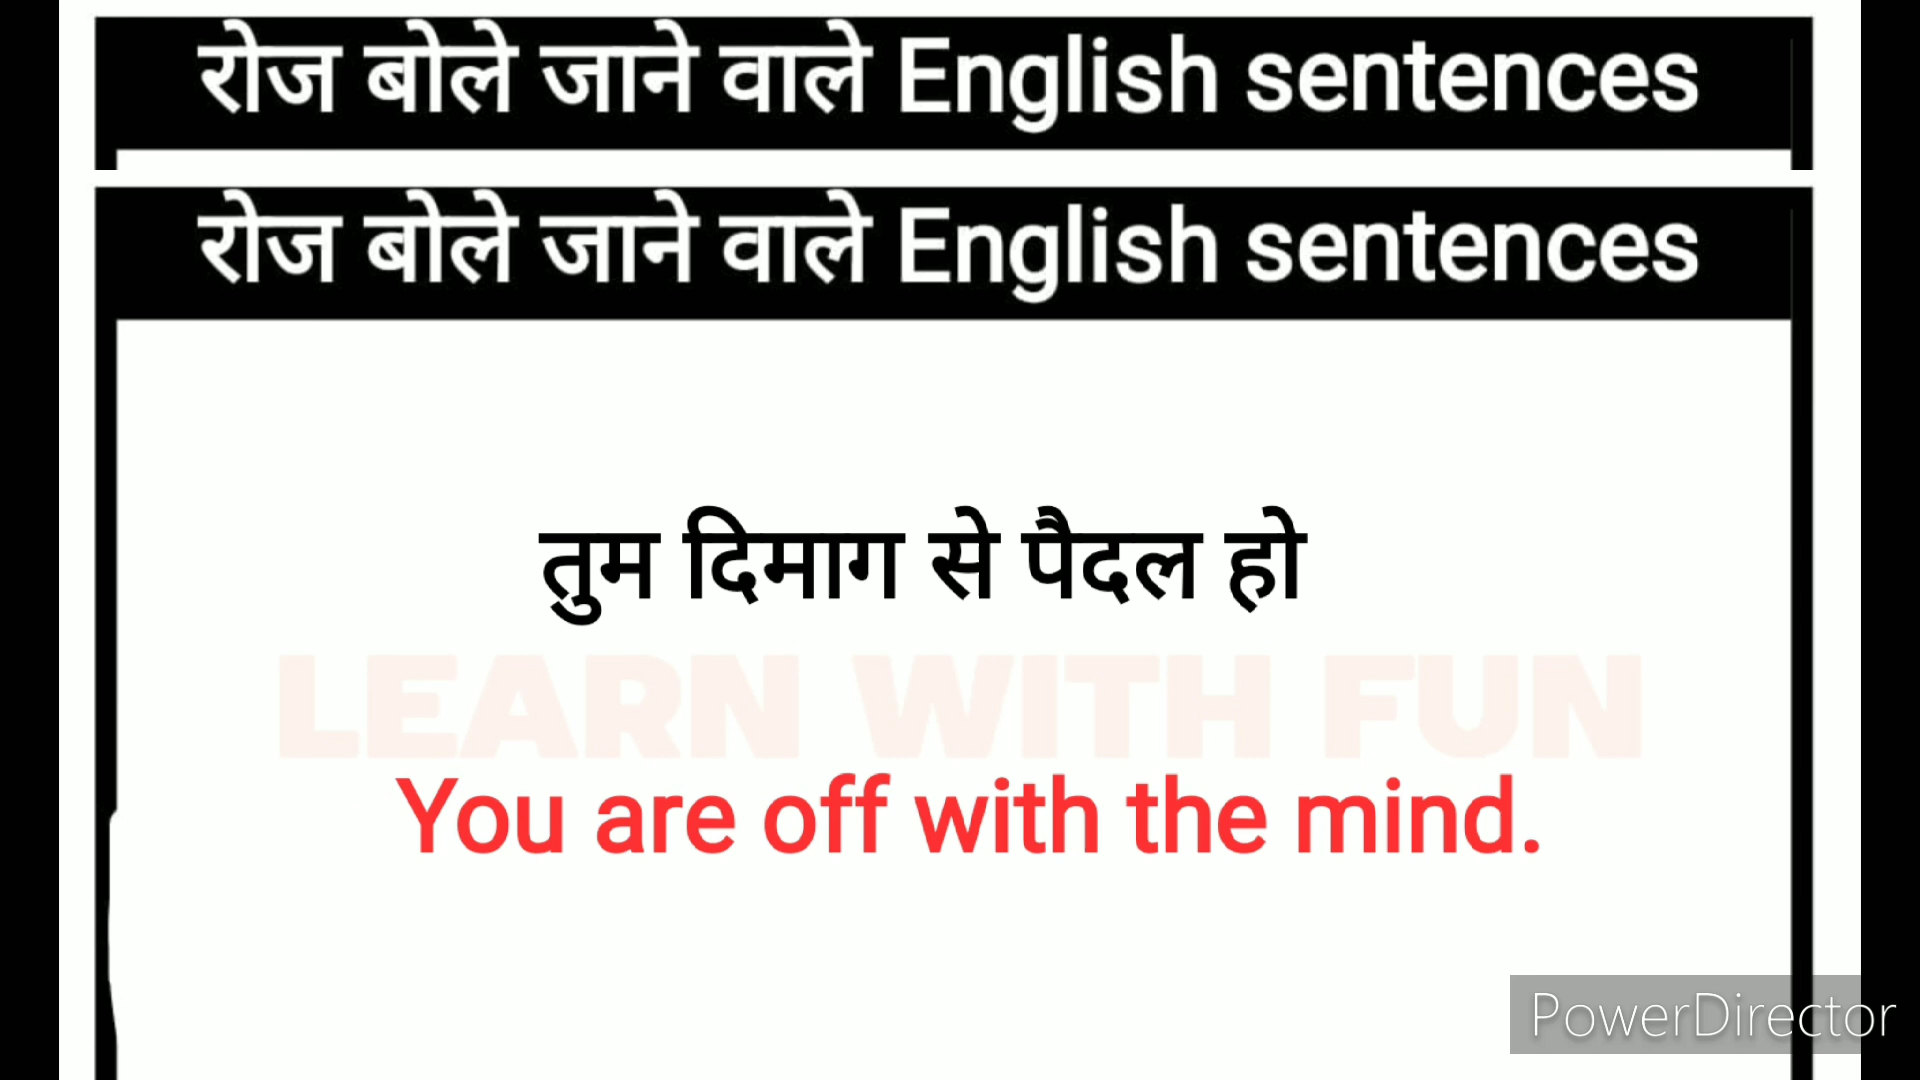 रोज बोले जाने वाले English sentences
रोज बोले जाने वाले English sentences
तुम दिमाग से पैदल हो
LEARN WITH FUN
You are off with the mind.
PowerDirector